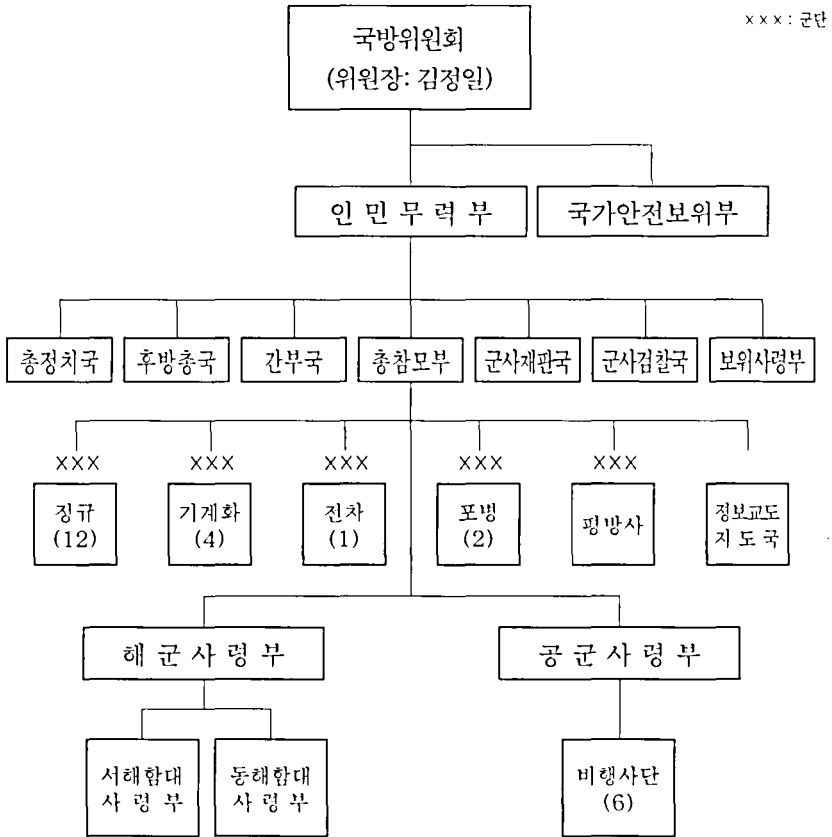 ×××: 군단
국방위원회
(위원장: 김정일)
인 민 무 력 부
국가안전보위부
총정치국
후방총국
간부국
총참모부
군사재판국
군사검찰국
보위사령부
×××
×××
×××
×××
×××
정규
(12)
기계화
(4)
전차
(1)
포병
(2)
평방사
정보교도
지 도 국
해 군 사 령 부
공 군 사 령 부
서해함대
사 령 부
동해함대
사 령 부
비행사단
(6)